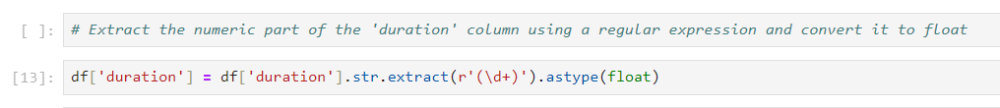 [ ]: # Extract the numeric part of the 'duration' column using a regular expression and convert it to float
[13]: df['duration'] = df['duration'].str.extract(r'(\d+)').astype(float)